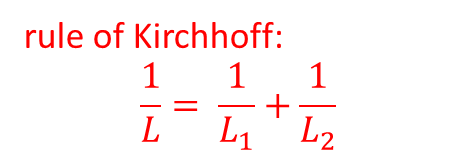 rule of Kirchhoff:
1/L = 1/L₁ + 1/L₂